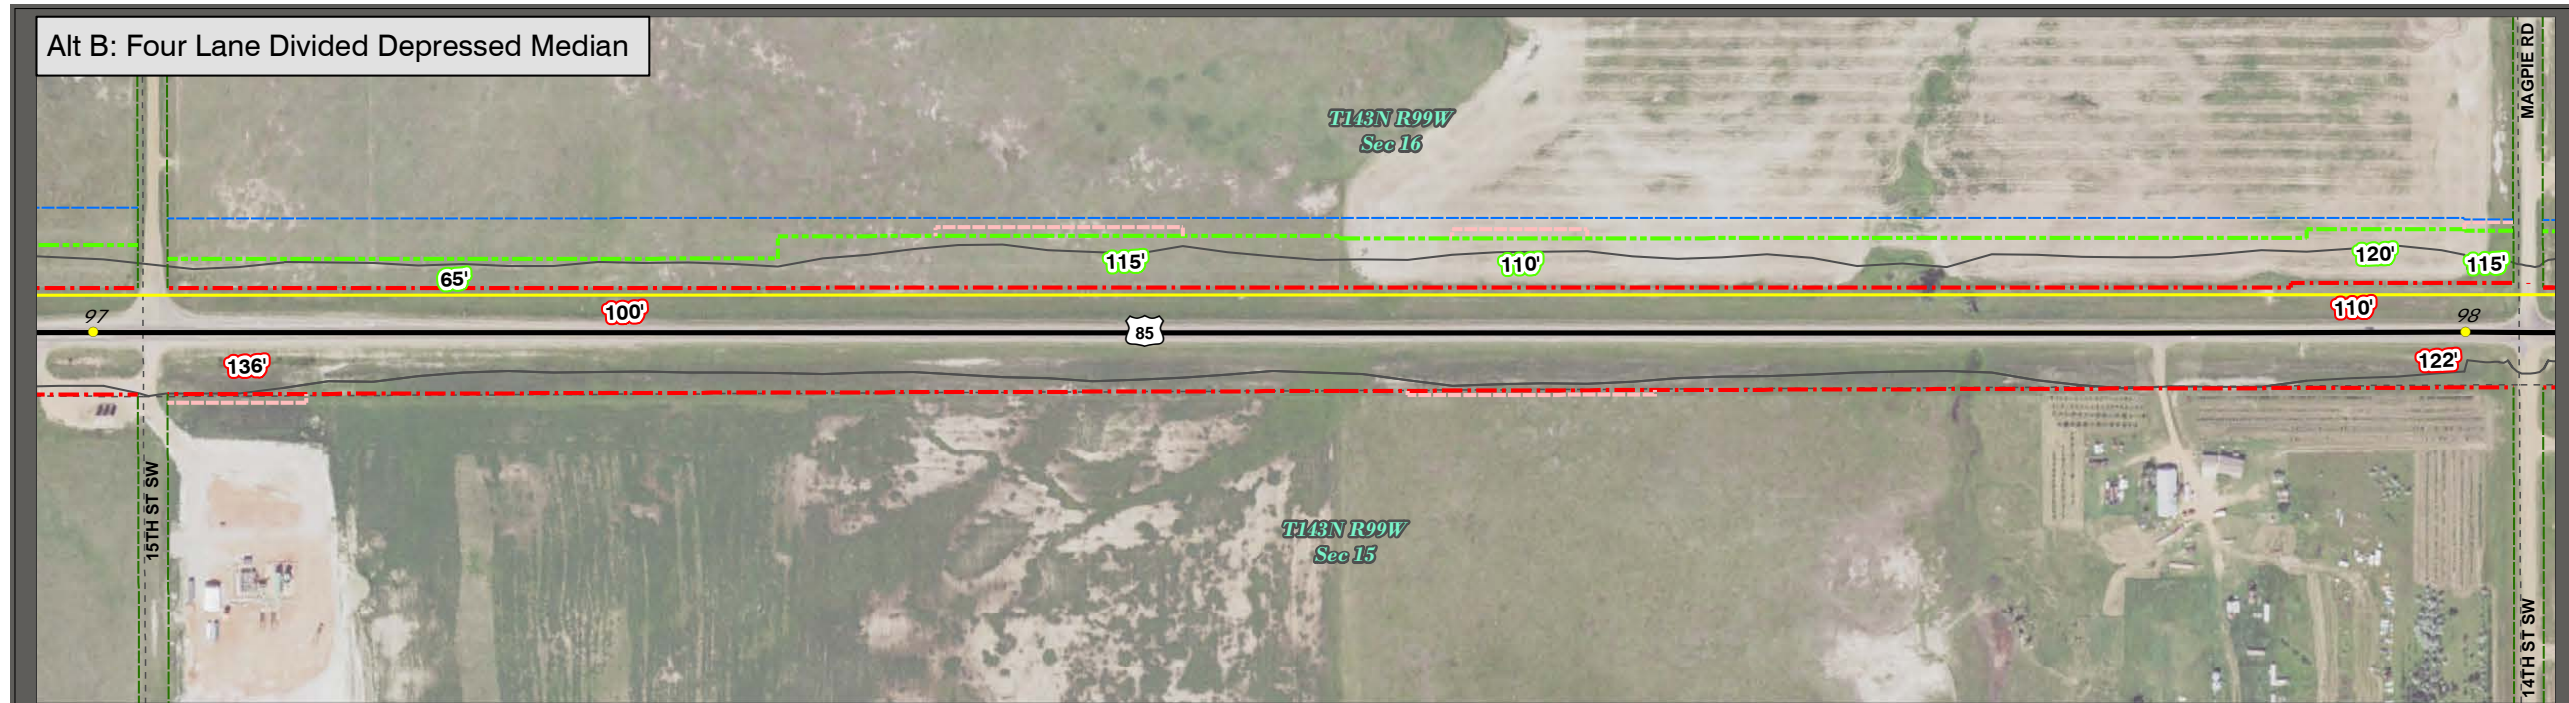 Alt B: Four Lane Divided Depressed Median
MAGPIE RD
T143N R99W
Sec 16
65'
115'
110'
120'
115'
97
100'
85
110'
98
136'
122'
15TH ST SW
T143N R99W
Sec 15
14TH ST SW